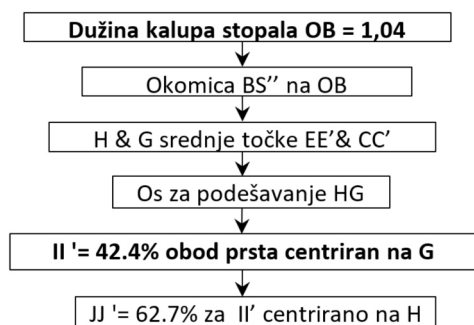 Dužina kalupa stopala OB = 1,04
Okomica BS’’ na OB
H & G srednje točke EE’& CC’
Os za podešavanje HG
II '= 42.4% obod prsta centriran na G
JJ '= 62.7% za  II’ centrirano na H